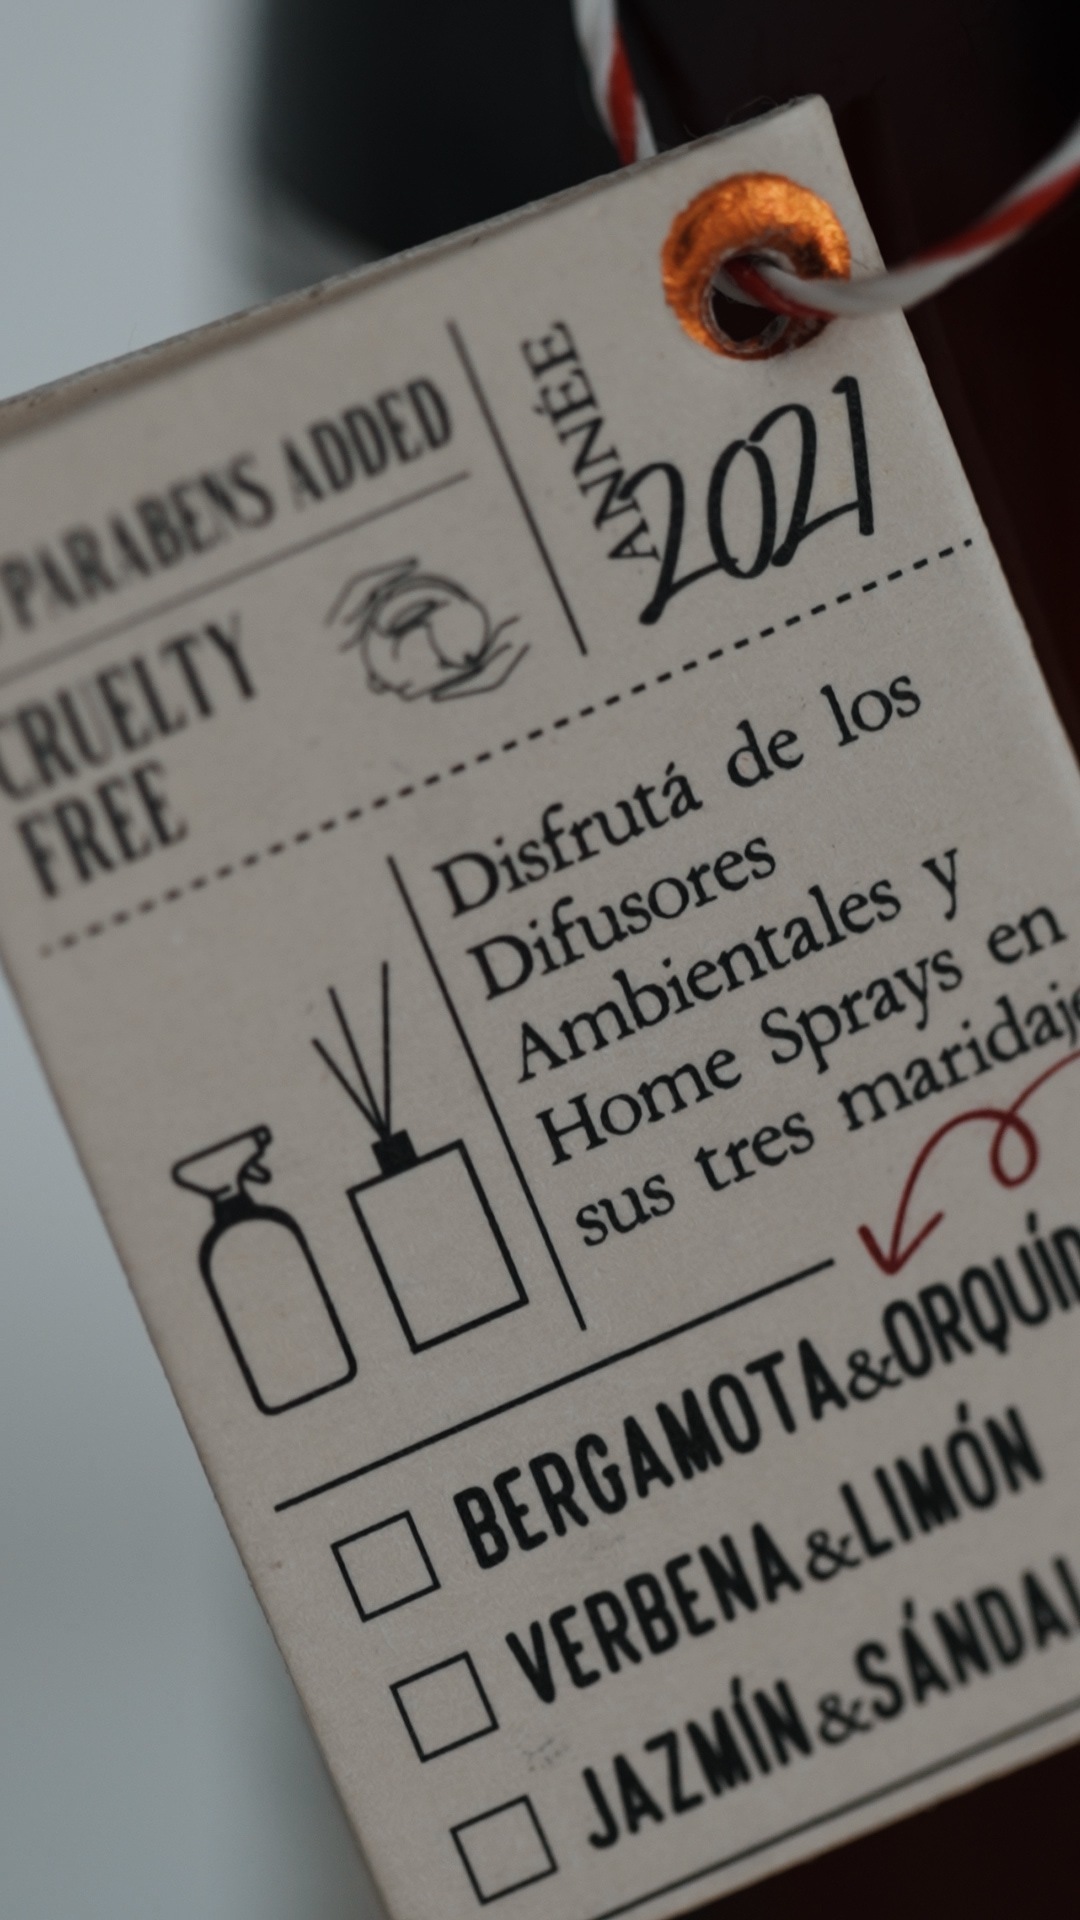 PARABENS ADDED
CRUELTY
FREE
ANNÉE
2021
Disfrutá de los
Difusores
Ambientales y
Home Sprays en
sus tres
BERGAMOTA&
VERBENA&LIMÓN
JAZMÍN&